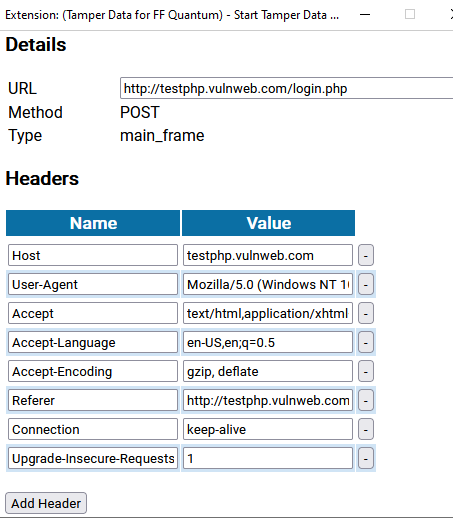 Extension: (Tamper Data for FF Quantum) - Start Tamper Data ...
Details
URL http://testphp.vulnweb.com/login.php
Method POST
Type main_frame
Headers
Name Value
Host testphp.vulnweb.com -
User-Agent Mozilla/5.0 (Windows NT 1 -
Accept text/html,application/xhtml -
Accept-Language en-US,en;q=0.5 -
Accept-Encoding gzip, deflate -
Referer http://testphp.vulnweb.com -
Connection keep-alive -
Upgrade-Insecure-Requests 1 -
Add Header